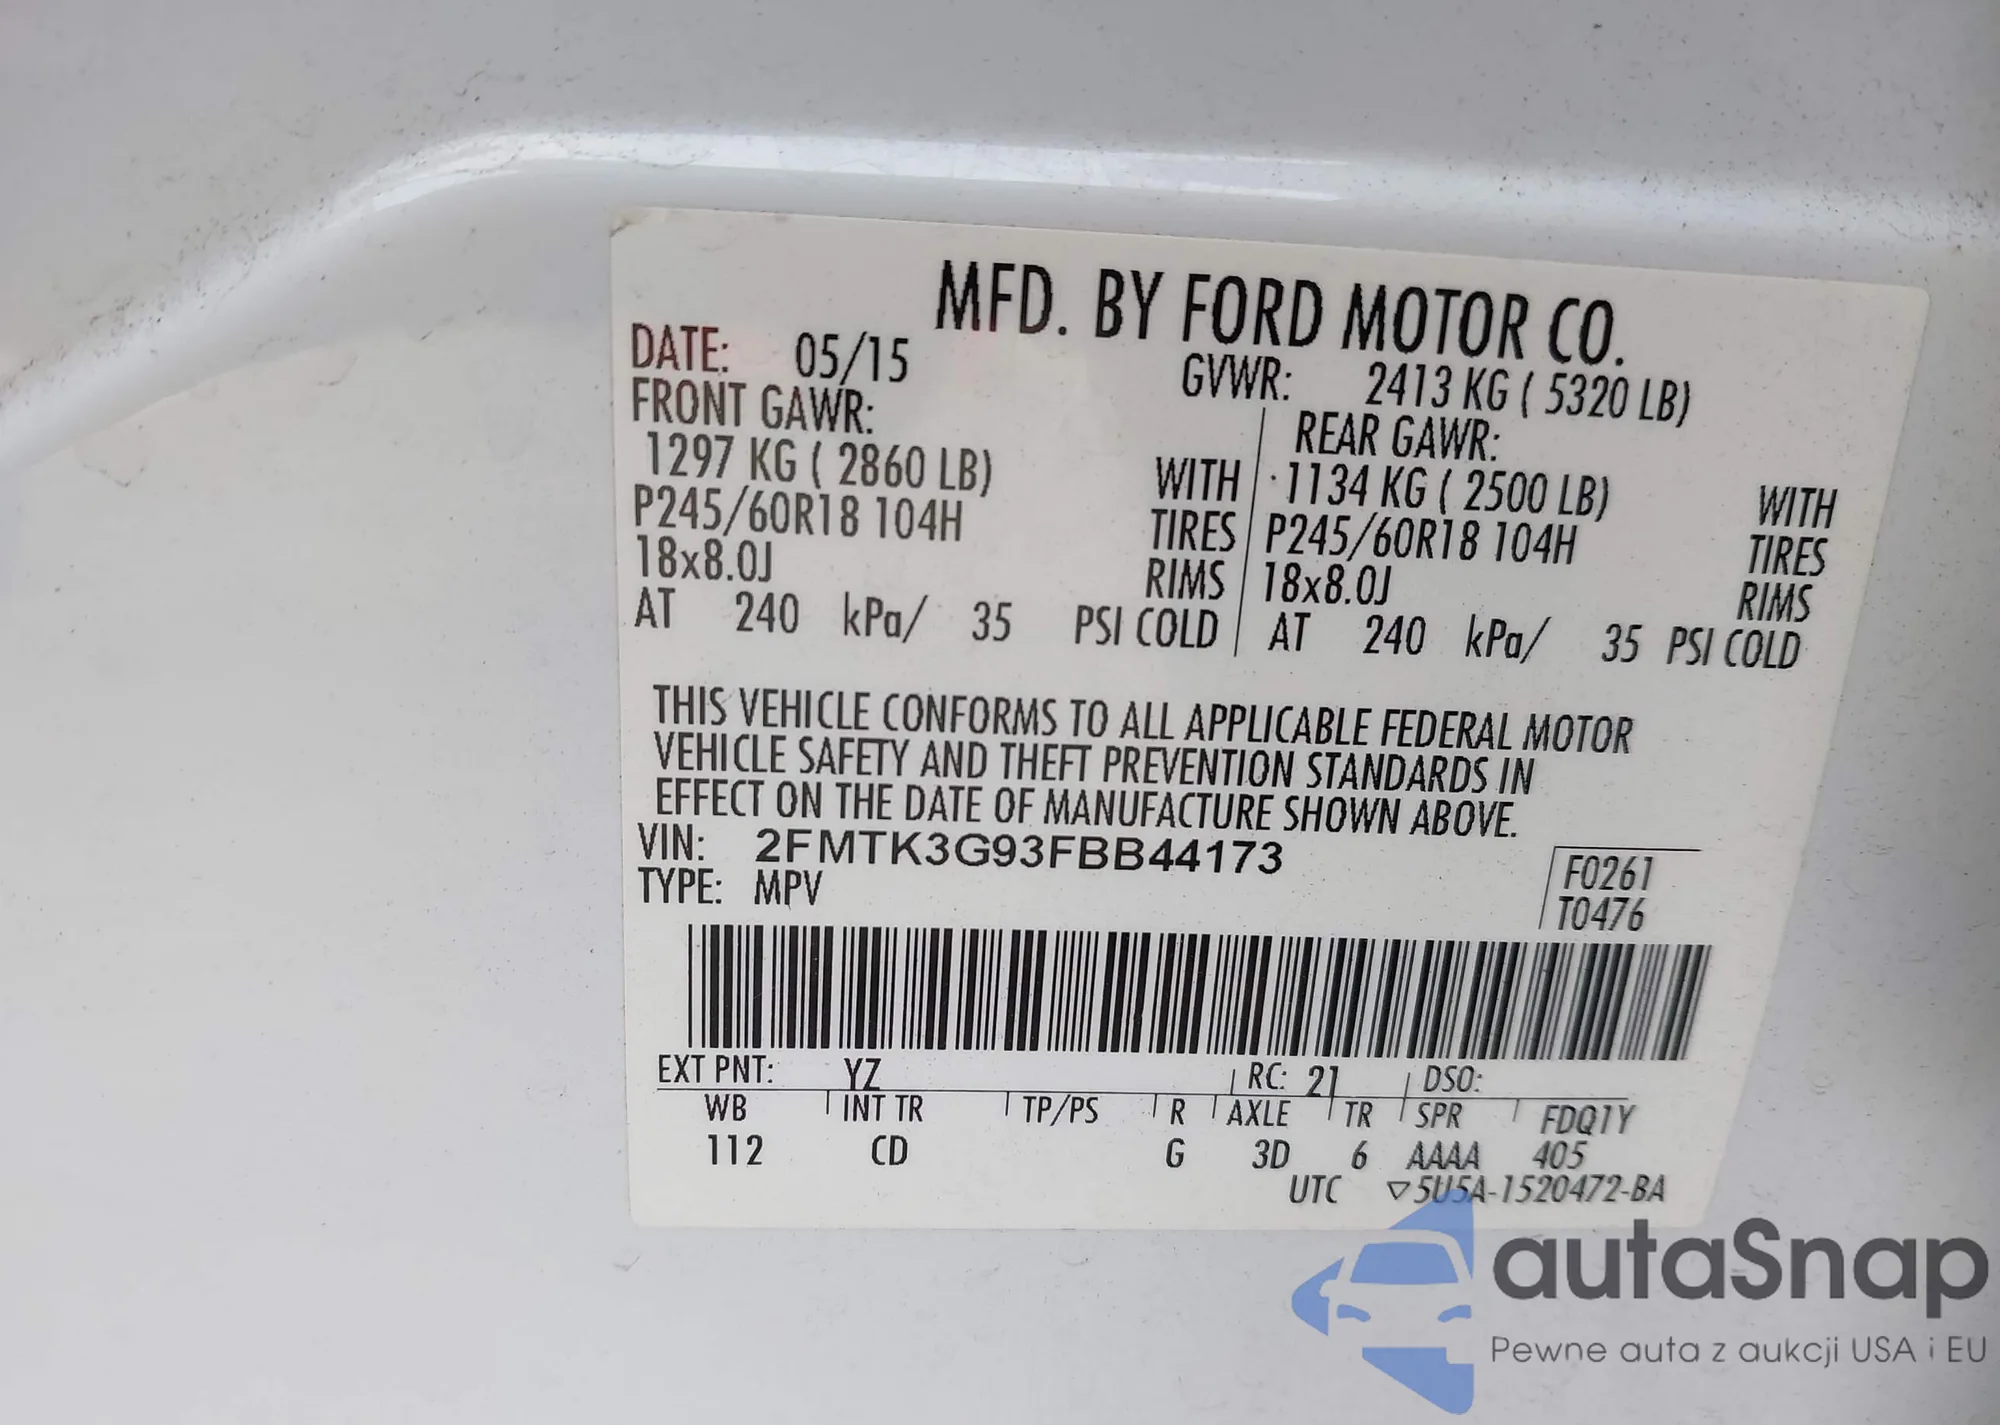 MFD. BY FORD MOTOR CO.
DATE: 05/15 GVWR: 2413 KG ( 5320 LB)
FRONT GAWR: REAR GAWR:
1297 KG ( 2860 LB) WITH 1134 KG ( 2500 LB) WITH
P245/60R18 104H TIRES P245/60R18 104H TIRES
18x8.0J RIMS 18x8.0J RIMS
AT 240 kPa/ 35 PSI COLD AT 240 kPa/ 35 PSI COLD
THIS VEHICLE CONFORMS TO ALL APPLICABLE FEDERAL MOTOR
VEHICLE SAFETY AND THEFT PREVENTION STANDARDS IN
EFFECT ON THE DATE OF MANUFACTURE SHOWN ABOVE.
VIN: 2FMTK3G93FBB44173 F0261
TYPE: MPV T0476
EXT PNT: YZ RC: 21 DSO:
WB INT TR TP/PS R AXLE TR SPR FDQ1Y
112 CD G 3D 6 AAAA 405
UTC ▽5U5A-1520472-BA
autaSnap
Pewne auta z aukcji USA i EU